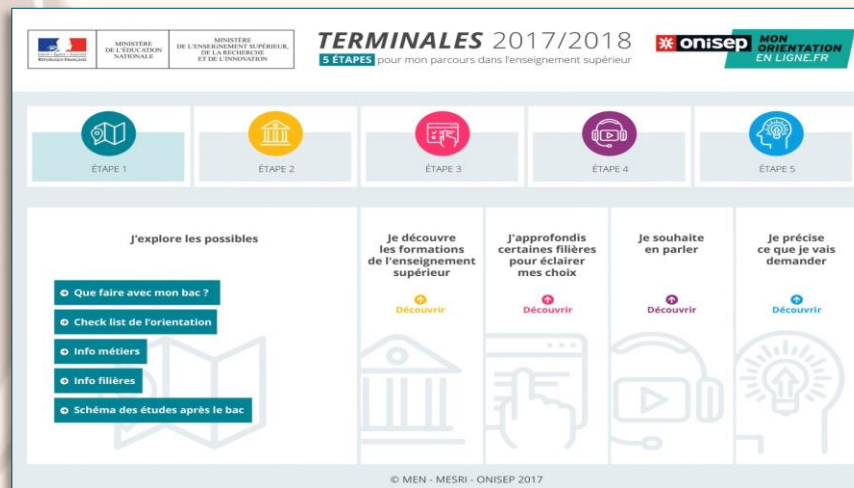 Liberté • Égalité • Fraternité
RÉPUBLIQUE FRANÇAISE
MINISTÈRE
DE L'ÉDUCATION
NATIONALE
MINISTÈRE
DE L'ENSEIGNEMENT SUPÉRIEUR,
DE LA RECHERCHE
ET DE L'INNOVATION
TERMINALES 2017/2018
5 ÉTAPES pour mon parcours dans l'enseignement supérieur
onisep
MON
ORIENTATION
EN LIGNE.FR
ÉTAPE 1
ÉTAPE 2
ÉTAPE 3
ÉTAPE 4
ÉTAPE 5
J'explore les possibles
Que faire avec mon bac ?
Check list de l'orientation
Info métiers
Info filières
Schéma des études après le bac
Je découvre
les formations
de l'enseignement
supérieur
Découvrir
J'approfondis
certaines filières
pour éclairer
mes choix
Découvrir
Je souhaite
en parler
Découvrir
Je précise
ce que je vais
demander
Découvrir
© MEN - MESRI - ONISEP 2017